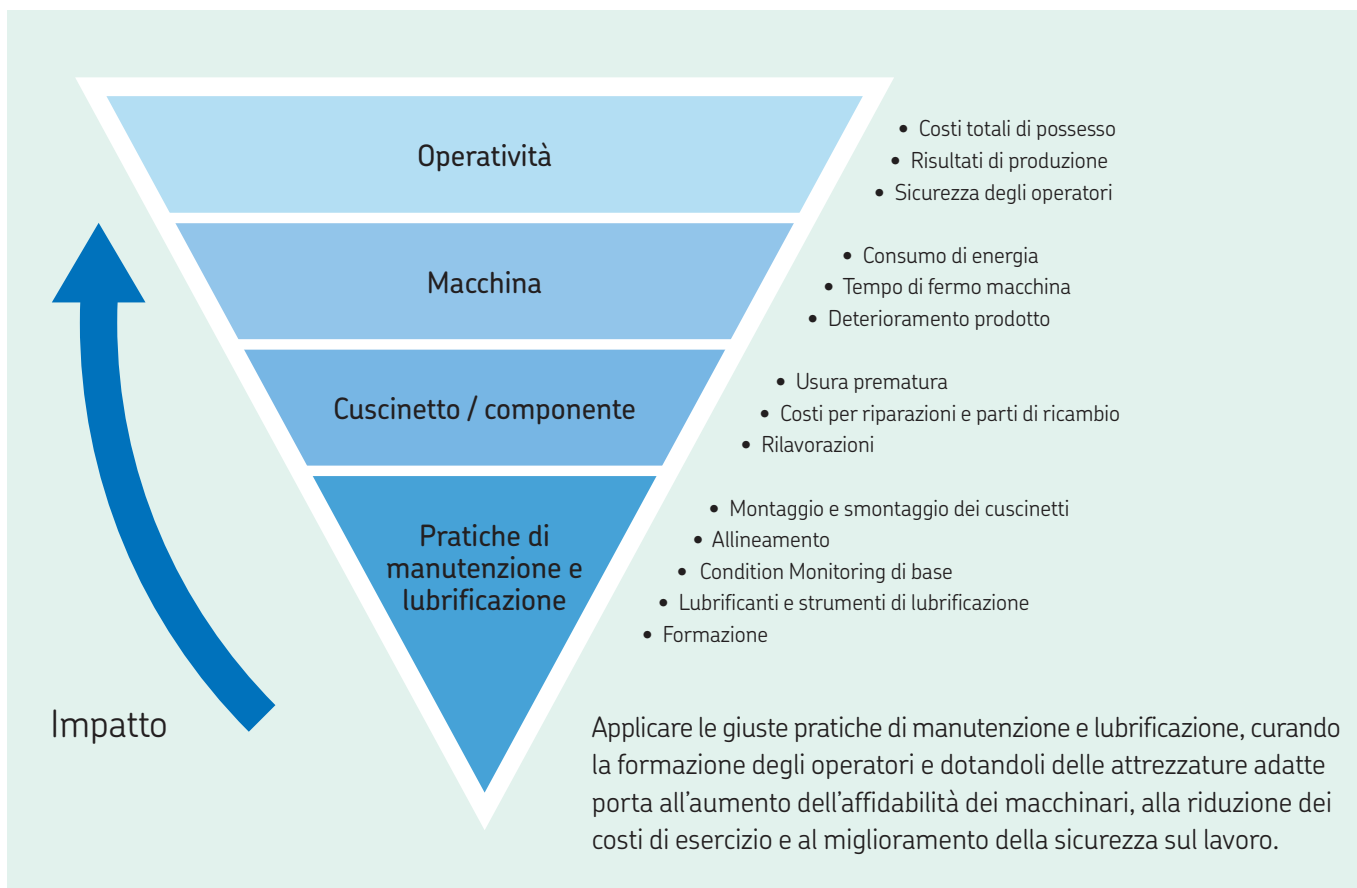 Operatività
• Costi totali di possesso
• Risultati di produzione
• Sicurezza degli operatori
Macchina
• Consumo di energia
• Tempo di fermo macchina
• Deterioramento prodotto
Cuscinetto / componente
• Usura prematura
• Costi per riparazioni e parti di ricambio
• Rilavorazioni
Pratiche di
manutenzione e
lubrificazione
• Montaggio e smontaggio dei cuscinetti
• Allineamento
• Condition Monitoring di base
• Lubrificanti e strumenti di lubrificazione
• Formazione
Impatto
Applicare le giuste pratiche di manutenzione e lubrificazione, curando
la formazione degli operatori e dotandoli delle attrezzature adatte
porta all'aumento dell'affidabilità dei macchinari, alla riduzione dei
costi di esercizio e al miglioramento della sicurezza sul lavoro.